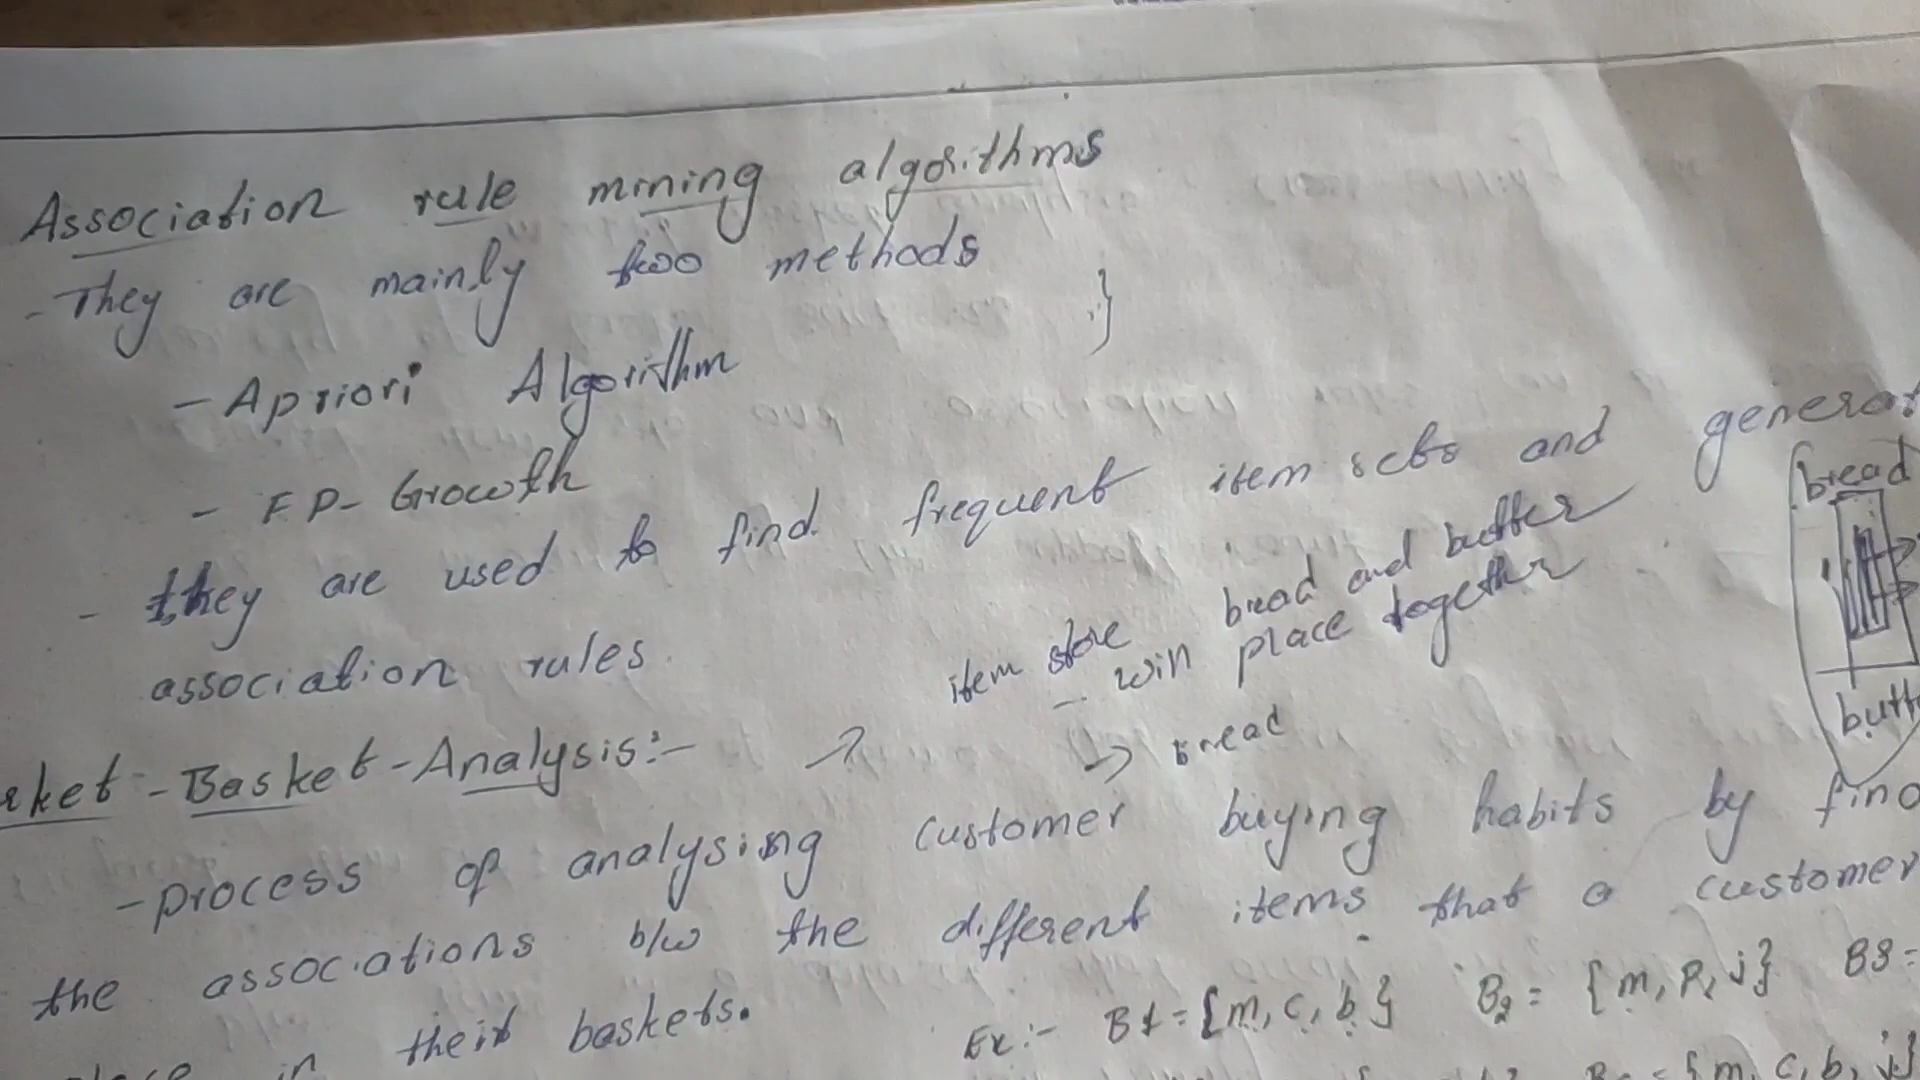 Association rule mining algorithms
- They are mainly two methods }
- Apriori Algorithm
- FP-Growth
- they are used to find frequent item sets and generat
association rules.
item store bread and butter
- will place together
→ bread
bread
butt
rket-Basket-Analysis:- →
- process of analysing customer buying habits by find
the associations b/w the different items that a customer
place in their baskets.
Ex:- B1 = {m, c, b} B2 = {m, P, j} B3 =
= {m, c, b, j}